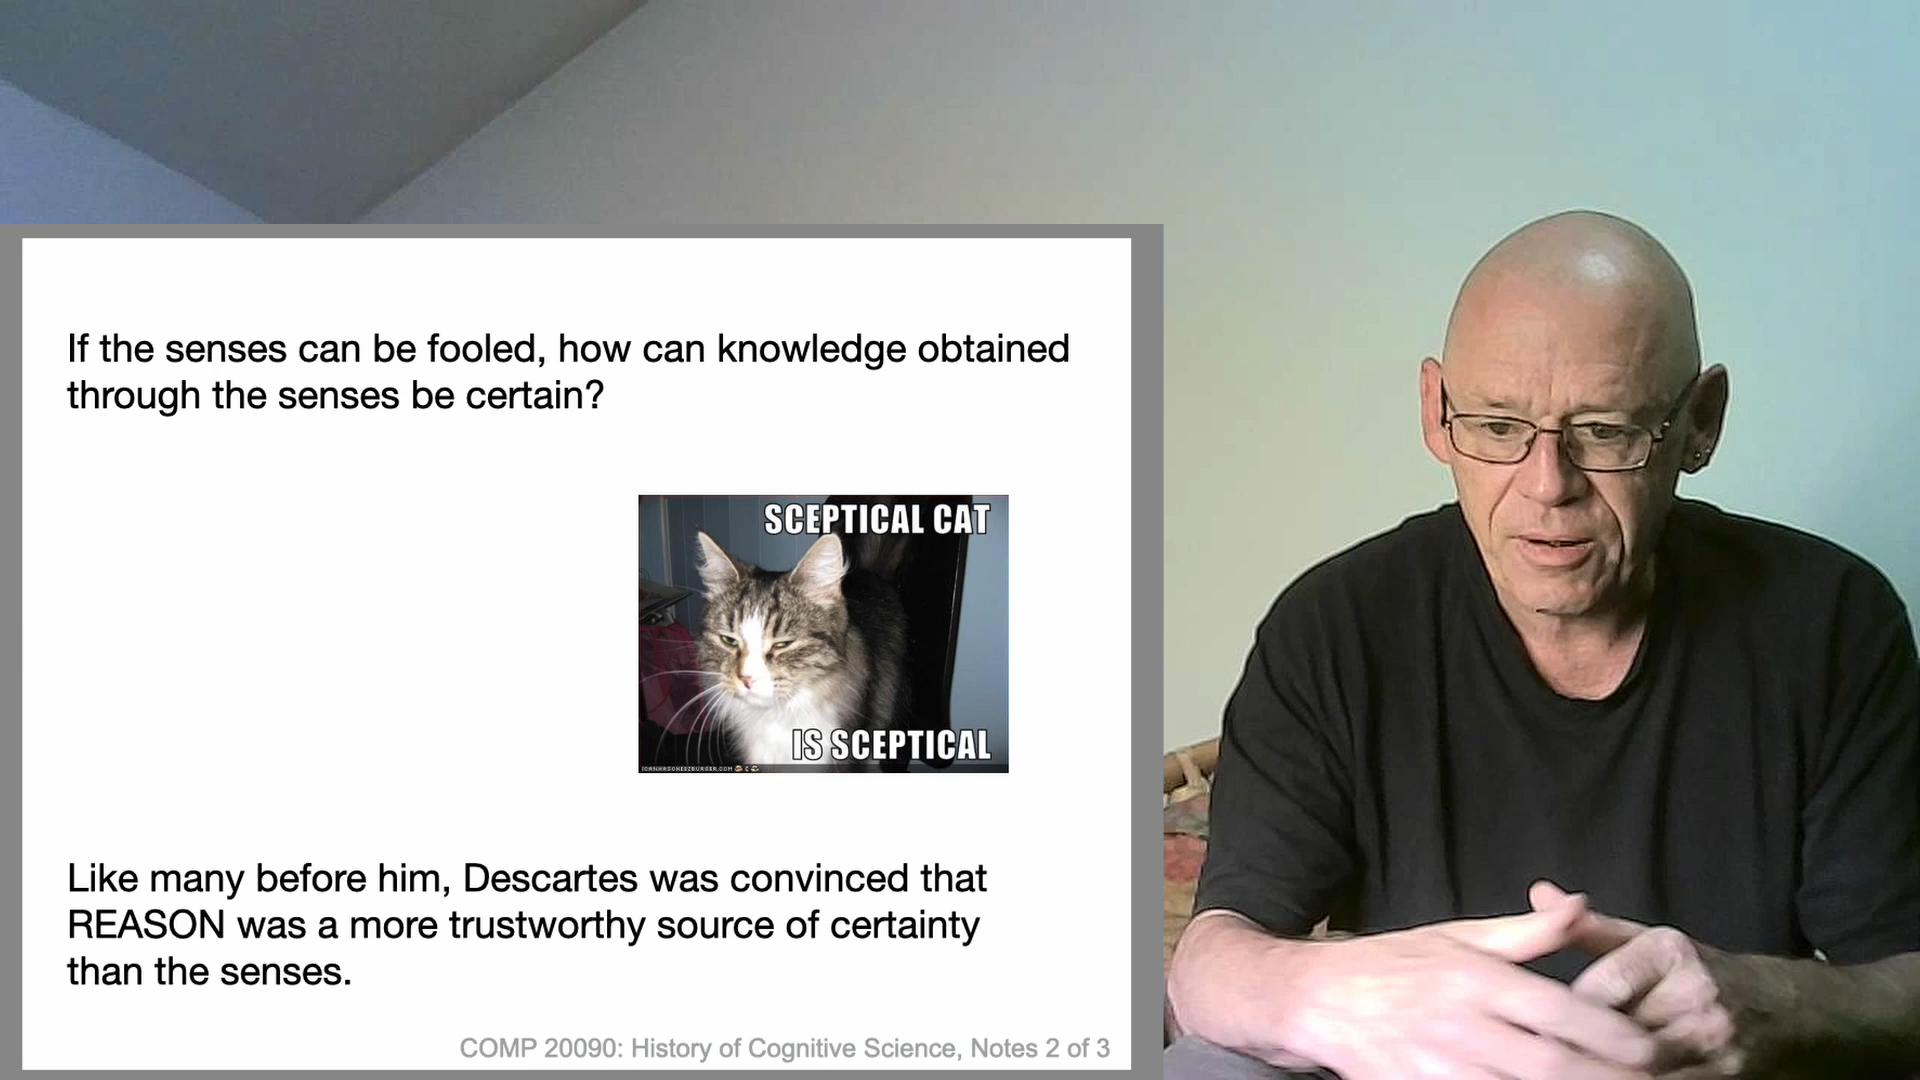 If the senses can be fooled, how can knowledge obtained
through the senses be certain?
SCEPTICAL CAT
IS SCEPTICAL
ICANHASCHEEZBURGER.COM
Like many before him, Descartes was convinced that
REASON was a more trustworthy source of certainty
than the senses.
COMP 20090: History of Cognitive Science, Notes 2 of 3